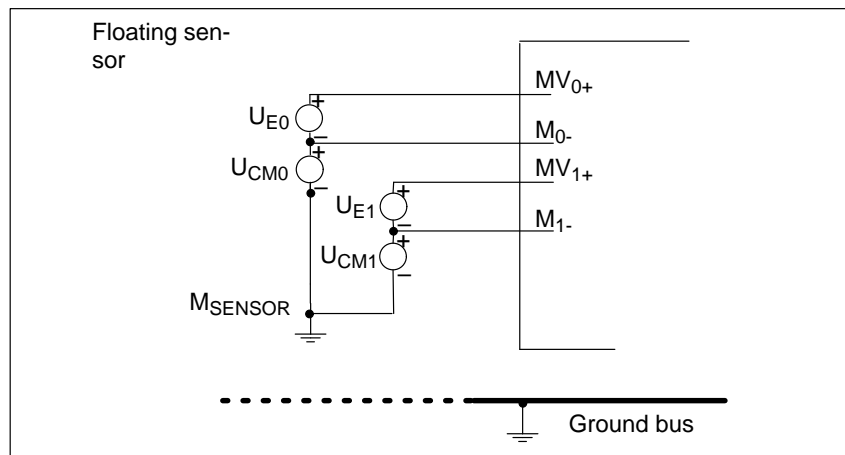 Floating sen-
sor
MV0+
UE0
M0-
UCM0
MV1+
UE1
M1-
UCM1
MSENSOR
Ground bus